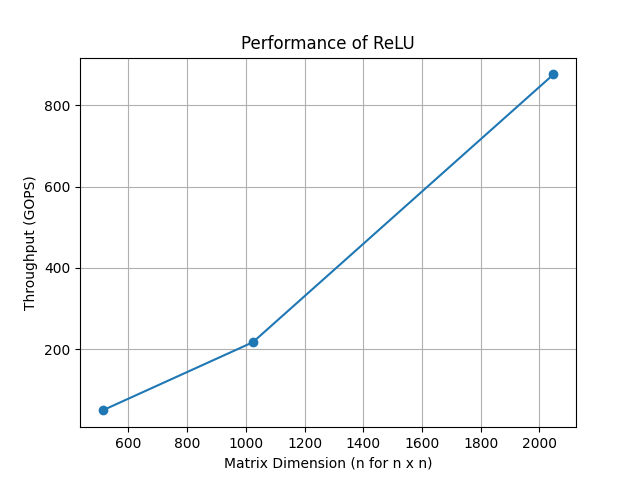 Performance of ReLU
Throughput (GOPS)
800
600
400
200
600 800 1000 1200 1400 1600 1800 2000
Matrix Dimension (n for n x n)